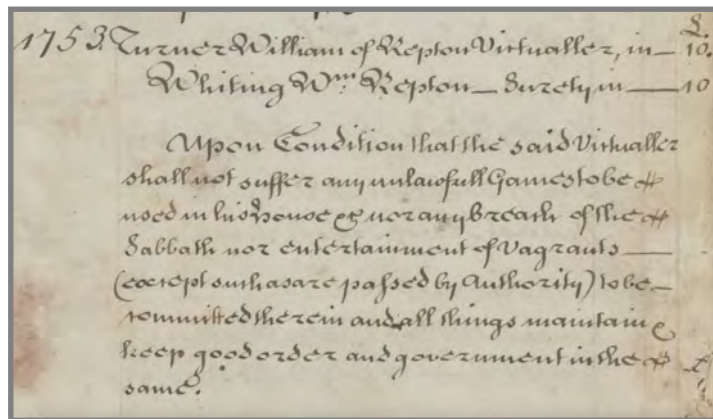 £.
1753. Turner William of Repton Victualler, in — 10.
Whiting Wm. Repton — Surety in — 10
Upon Condition that the said Victualler
shall not suffer any unlawfull Games to be
used in his House & nor any breach of the
Sabbath nor entertainment of Vagrants —
(except such as are passed by Authority) to be —
committed therein and all things maintain &
keep good order and government in the
same.